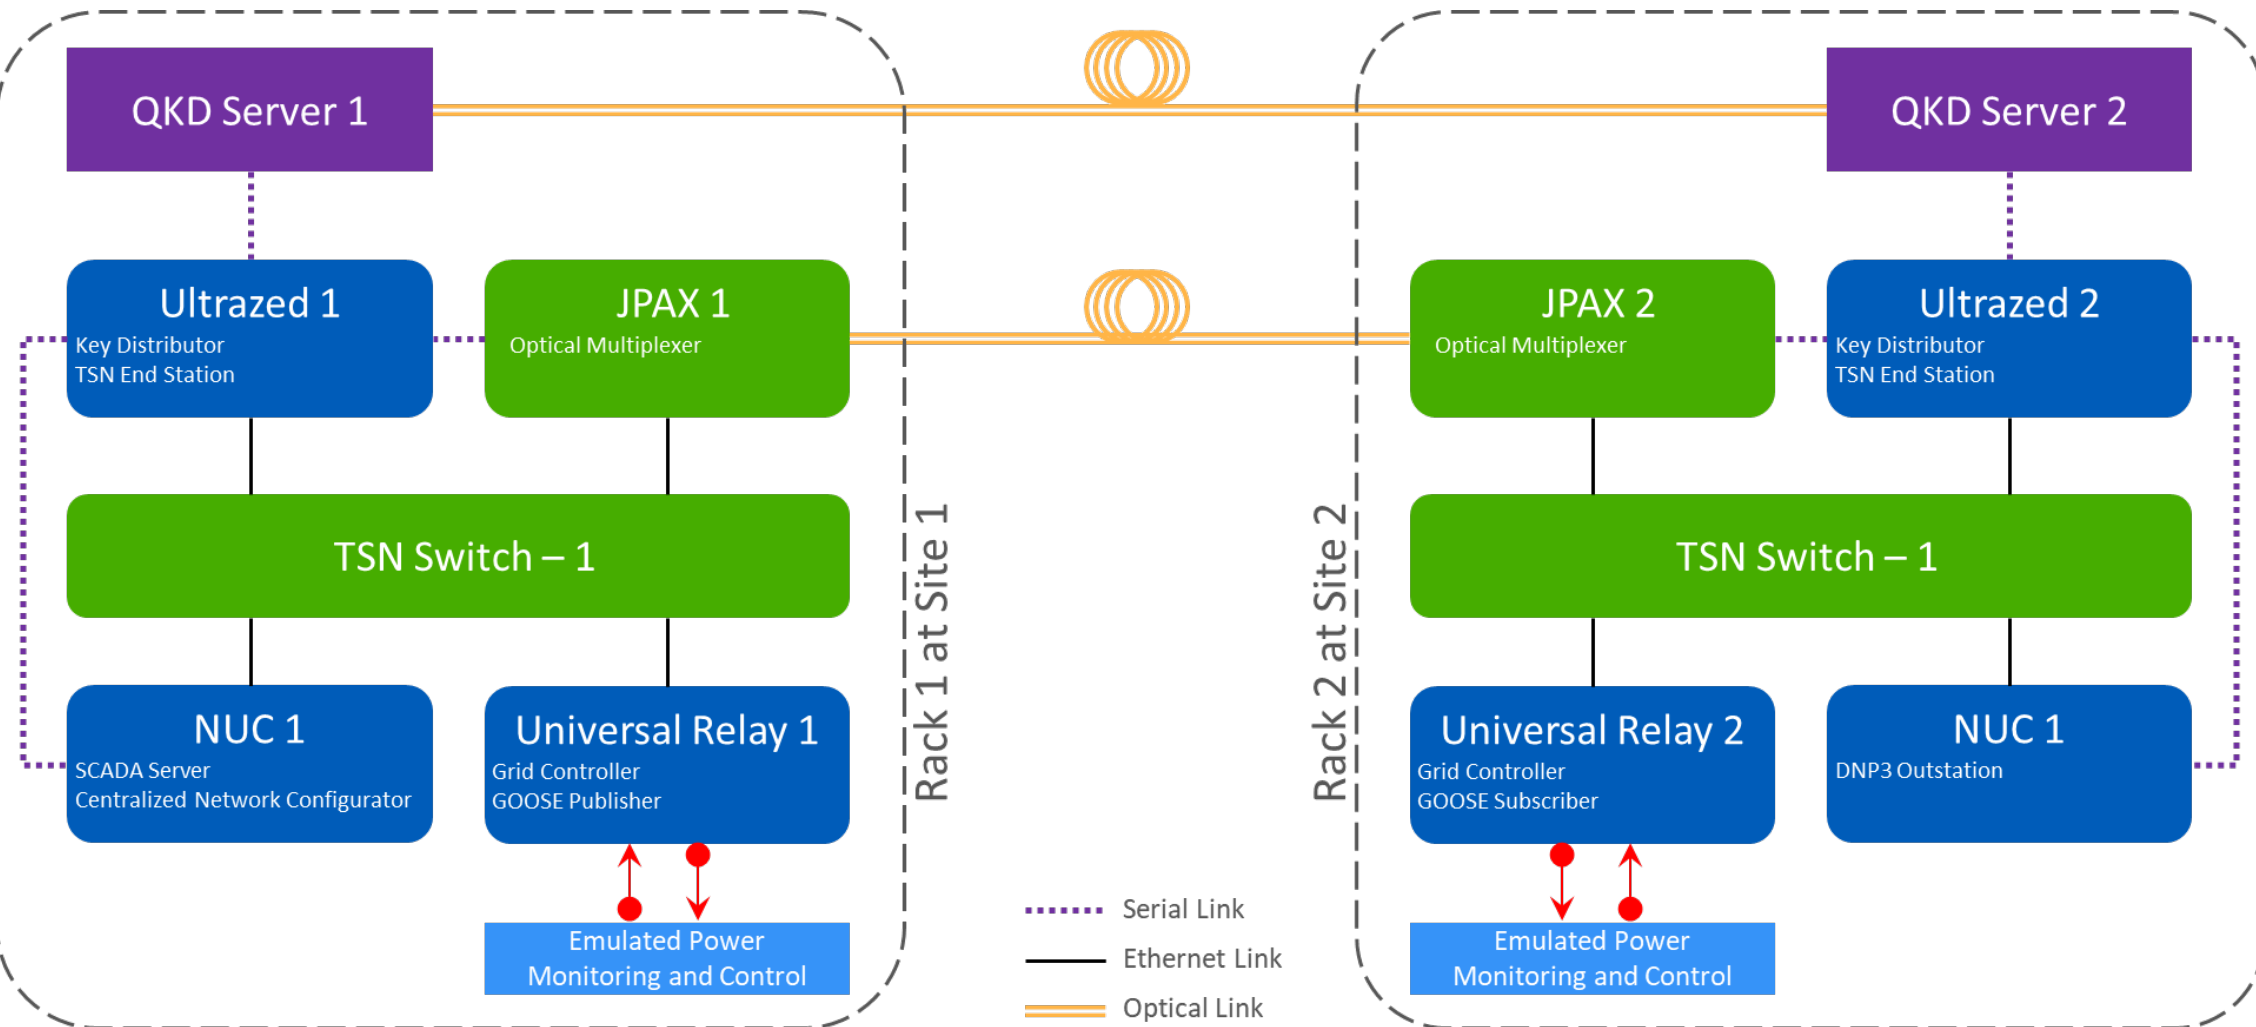 QKD Server 1
QKD Server 2
Ultrazed 1
Key Distributor
TSN End Station
JPAX 1
Optical Multiplexer
JPAX 2
Optical Multiplexer
Ultrazed 2
Key Distributor
TSN End Station
TSN Switch – 1
Rack 1 at Site 1
Rack 2 at Site 2
TSN Switch – 1
NUC 1
SCADA Server
Centralized Network Configurator
Universal Relay 1
Grid Controller
GOOSE Publisher
Universal Relay 2
Grid Controller
GOOSE Subscriber
NUC 1
DNP3 Outstation
Emulated Power
Monitoring and Control
Serial Link
Ethernet Link
Optical Link
Emulated Power
Monitoring and Control